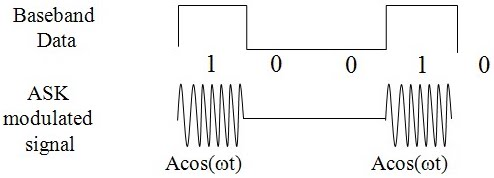 Baseband
Data
1 0 0 1 0
ASK
modulated
signal
Acos(ωt) Acos(ωt)